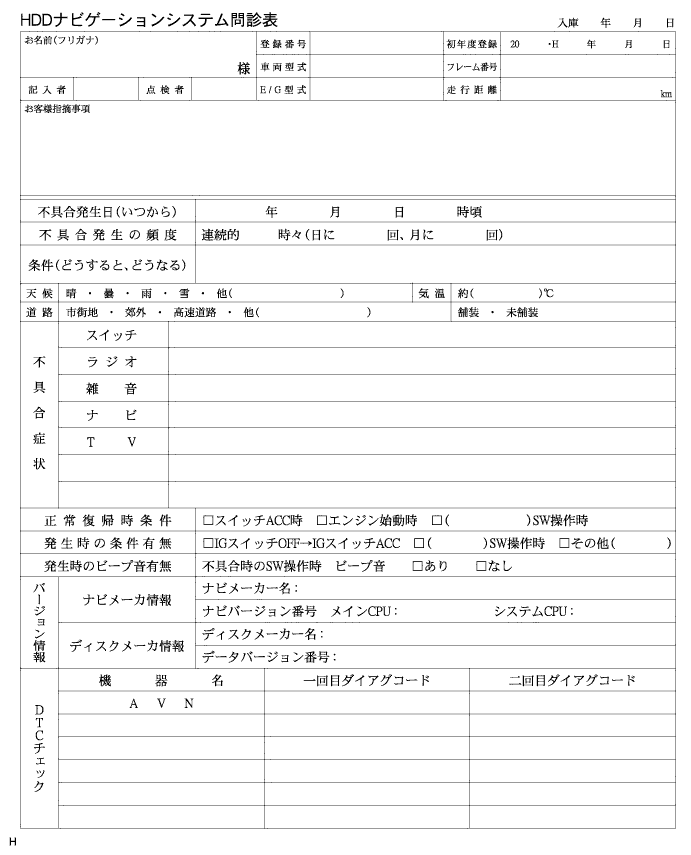 HDDナビゲーションシステム問診表 入庫 年 月 日
お名前(フリガナ) 様
登録番号 初年度登録 20 ・H 年 月 日
車両型式 フレーム番号
記入者 点検者 E/G型式 走行距離 km
お客様指摘事項
不具合発生日(いつから) 年 月 日 時頃
不具合発生の頻度 連続的 時々(日に 回、月に 回)
条件(どうすると、どうなる)
天候 晴 ・ 曇 ・ 雨 ・ 雪 ・ 他( ) 気温 約( )℃
道路 市街地 ・ 郊外 ・ 高速道路 ・ 他( ) 舗装 ・ 未舗装
不具合症状
スイッチ
ラジオ
雑音
ナビ
TV
正常復帰時条件 □スイッチACC時 □エンジン始動時 □( )SW操作時
発生時の条件有無 □IGスイッチOFF→IGスイッチACC □( )SW操作時 □その他( )
発生時のビープ音有無 不具合時のSW操作時 ビープ音 □あり □なし
バージョン情報
ナビメーカ情報 ナビメーカー名：
ナビバージョン番号 メインCPU： システムCPU：
ディスクメーカ情報 ディスクメーカー名：
データバージョン番号：
DTCチェック
機器名 一回目ダイアグコード 二回目ダイアグコード
AVN
H